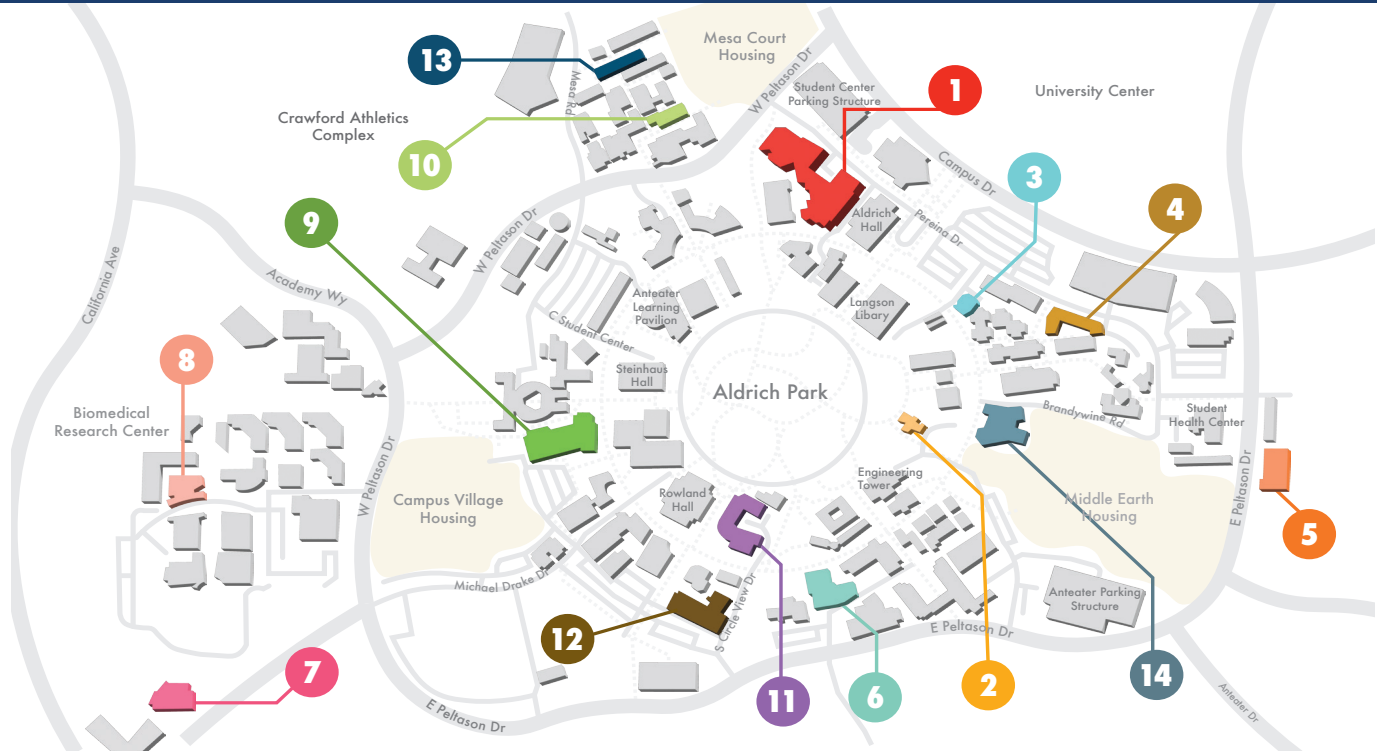 Mesa Court
Housing
13
W Peltason Dr
Student Center
Parking Structure
1
University Center
Mesa Rd
Crawford Athletics
Complex
10
Campus Dr
3
4
9
Aldrich
Hall
Pereina Dr
W Peltason Dr
California Ave
Academy Wy
Anteater
Learning
Pavilion
Langson
Libary
C Student Center
8
Steinhaus
Hall
Aldrich Park
Biomedical
Research Center
Brandywine Rd
Student
Health Center
W Peltason Dr
Campus Village
Housing
Rowland
Hall
Engineering
Tower
Middle Earth
Housing
E Peltason Dr
5
Michael Drake Dr
S Circle View Dr
Anteater Parking
Structure
E Peltason Dr
12
7
11
6
2
14
E Peltason Dr
Anteater Dr